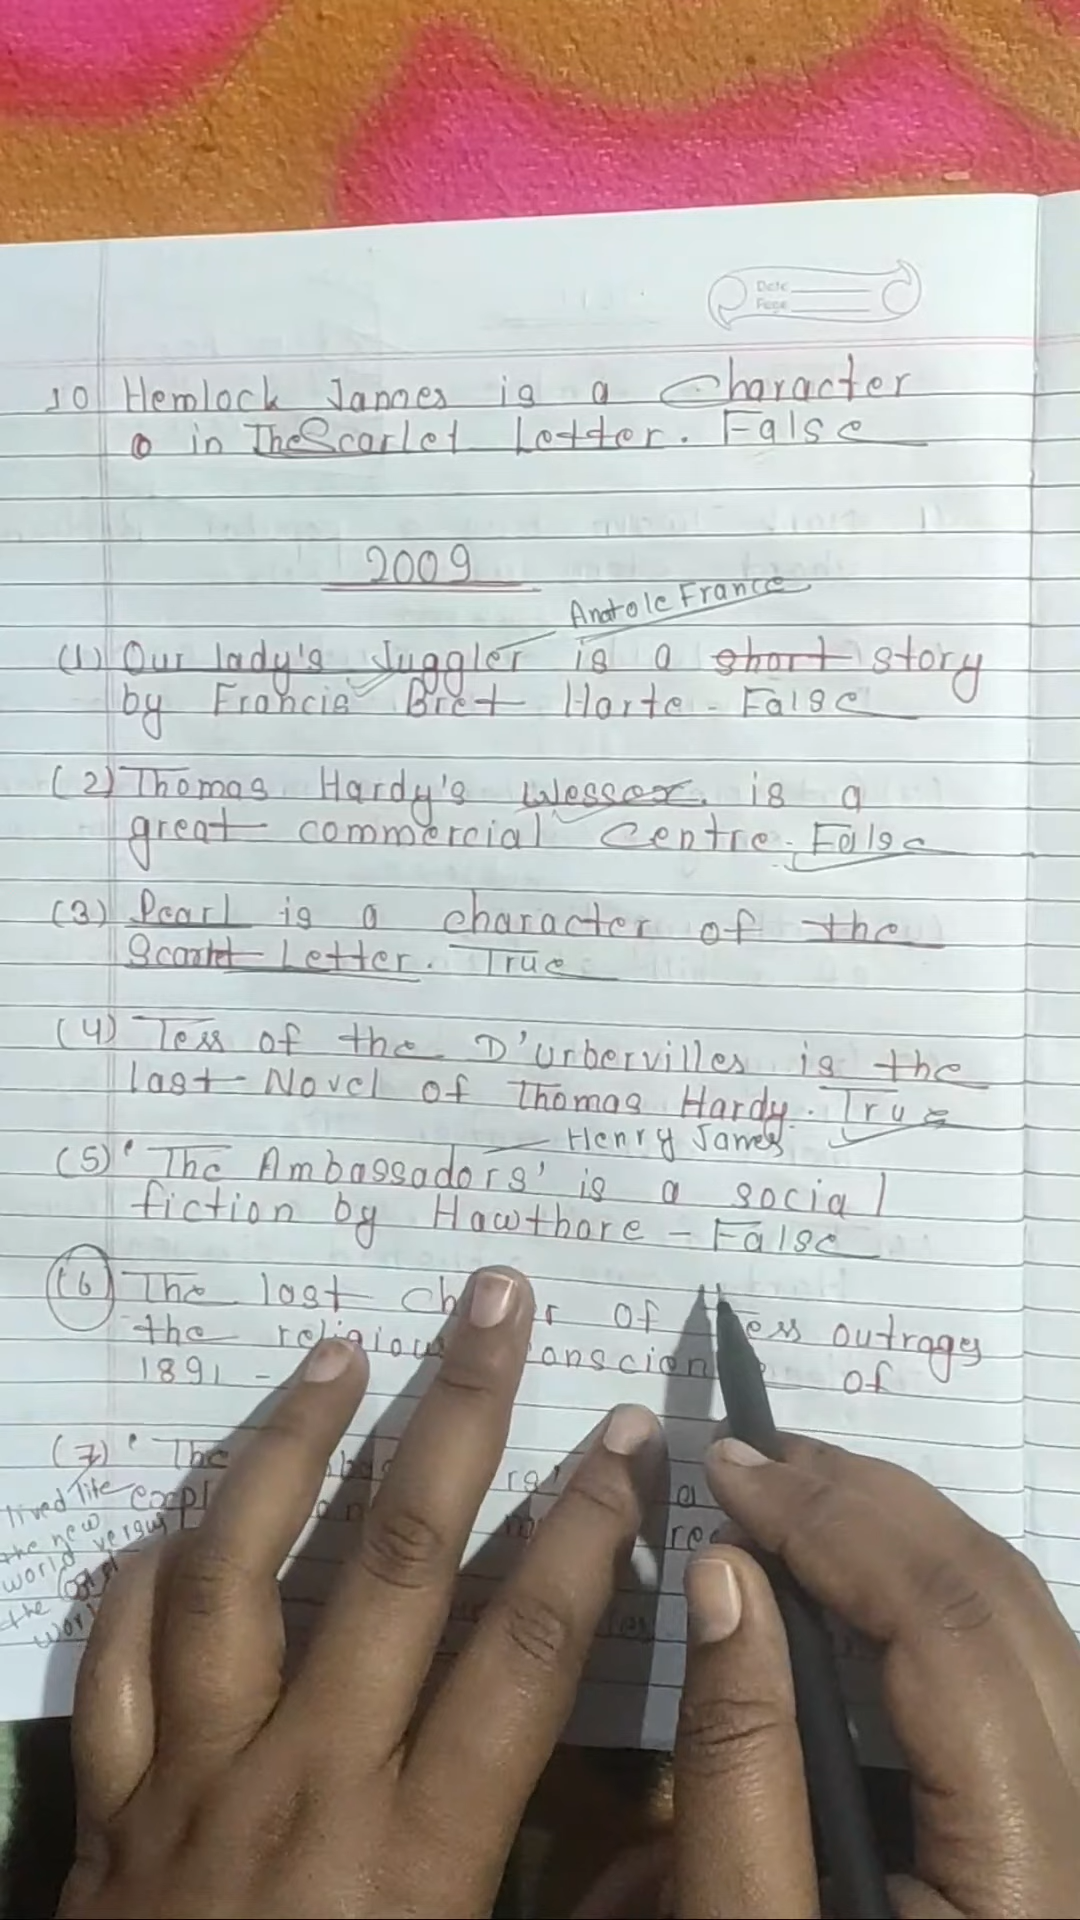 Date
Page
10 Hemlock James is a Character
in The Scarlet Letter. False
2009
Anatole France
(1) Our lady's Juggler is a short story
by Francis Bret Harte - False
(2) Thomas Hardy's Wessex is a
great commercial Centre. False
(3) Pearl is a character of the
Scarlet Letter. True
(4) Tess of the D'urbervilles is the
last Novel of Thomas Hardy. True
Henry James
(5) 'The Ambassadors' is a social
fiction by Hawthore - False
(6) The last of Tess outrages
the of
1891 -
(7) ' The
lived life
the new
world versus
the